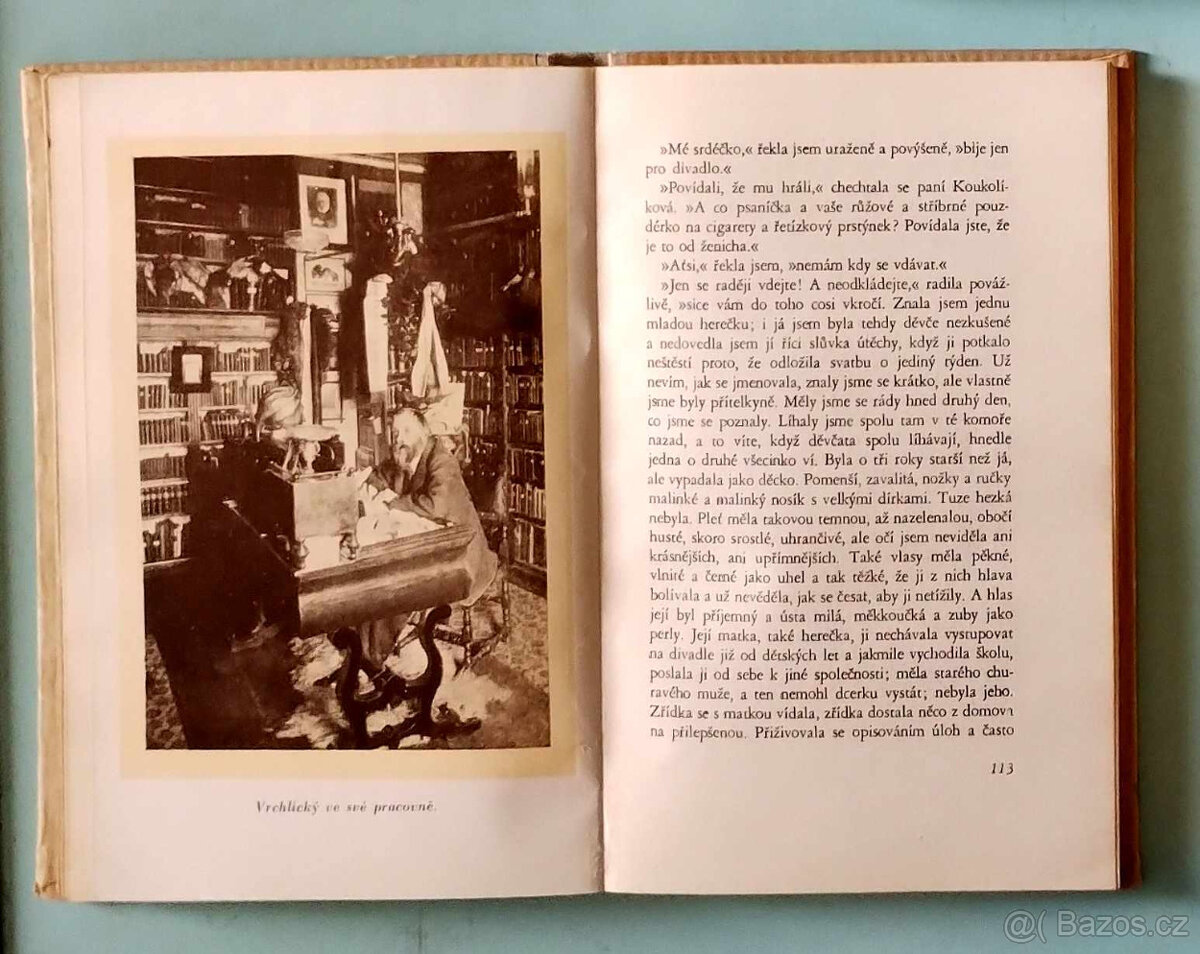 Vrchlický ve své pracovně.
»Mé srdéčko,« řekla jsem uraženě a povýšeně, »bije jen
pro divadlo.«
»Povídali, že mu hráli,« chechtala se paní Koukolí-
ková. »A co psaníčka a vaše růžové a stříbrné pouz-
dérko na cigarety a řetízkový prstýnek? Povídala jste, že
je to od ženicha.«
»Aťsi,« řekla jsem, »nemám kdy se vdávat.«
»Jen se raději vdejte! A neodkládejte,« radila pováž-
livě, »sice vám do toho cosi vkročí. Znala jsem jednu
mladou herečku; i já jsem byla tehdy děvče nezkušené
a nedovedla jsem jí říci slůvka útěchy, když ji potkalo
neštěstí proto, že odložila svatbu o jediný týden. Už
nevím, jak se jmenovala, znaly jsme se krátko, ale vlastně
jsme byly přítelkyně. Měly jsme se rády hned druhý den,
co jsme se poznaly. Líhaly jsme spolu tam v té komoře
nazad, a to víte, když děvčata spolu líhávají, hnedle
jedna o druhé všecinko ví. Byla o tři roky starší než já,
ale vypadala jako děcko. Pomenší, zavalitá, nožky a ručky
malinké a malinký nosík s velkými dírkami. Tuze hezká
nebyla. Pleť měla takovou temnou, až nazelenalou, obočí
husté, skoro srostlé, uhrančivé, ale očí jsem neviděla ani
krásnějších, ani upřímnějších. Také vlasy měla pěkné,
vlnité a černé jako uhel a tak těžké, že ji z nich hlava
bolívala a už nevěděla, jak se česat, aby ji netížily. A hlas
její byl příjemný a ústa milá, měkkoučká a zuby jako
perly. Její matka, také herečka, ji nechávala vystupovat
na divadle již od dětských let a jakmile vychodila školu,
poslala ji od sebe k jiné společnosti; měla starého chu-
ravého muže, a ten nemohl dcerku vystát; nebyla jeho.
Zřídka se s matkou vídala, zřídka dostala něco z domova
na přilepšenou. Přiživovala se opisováním úloh a často
113
@( Bazos.cz